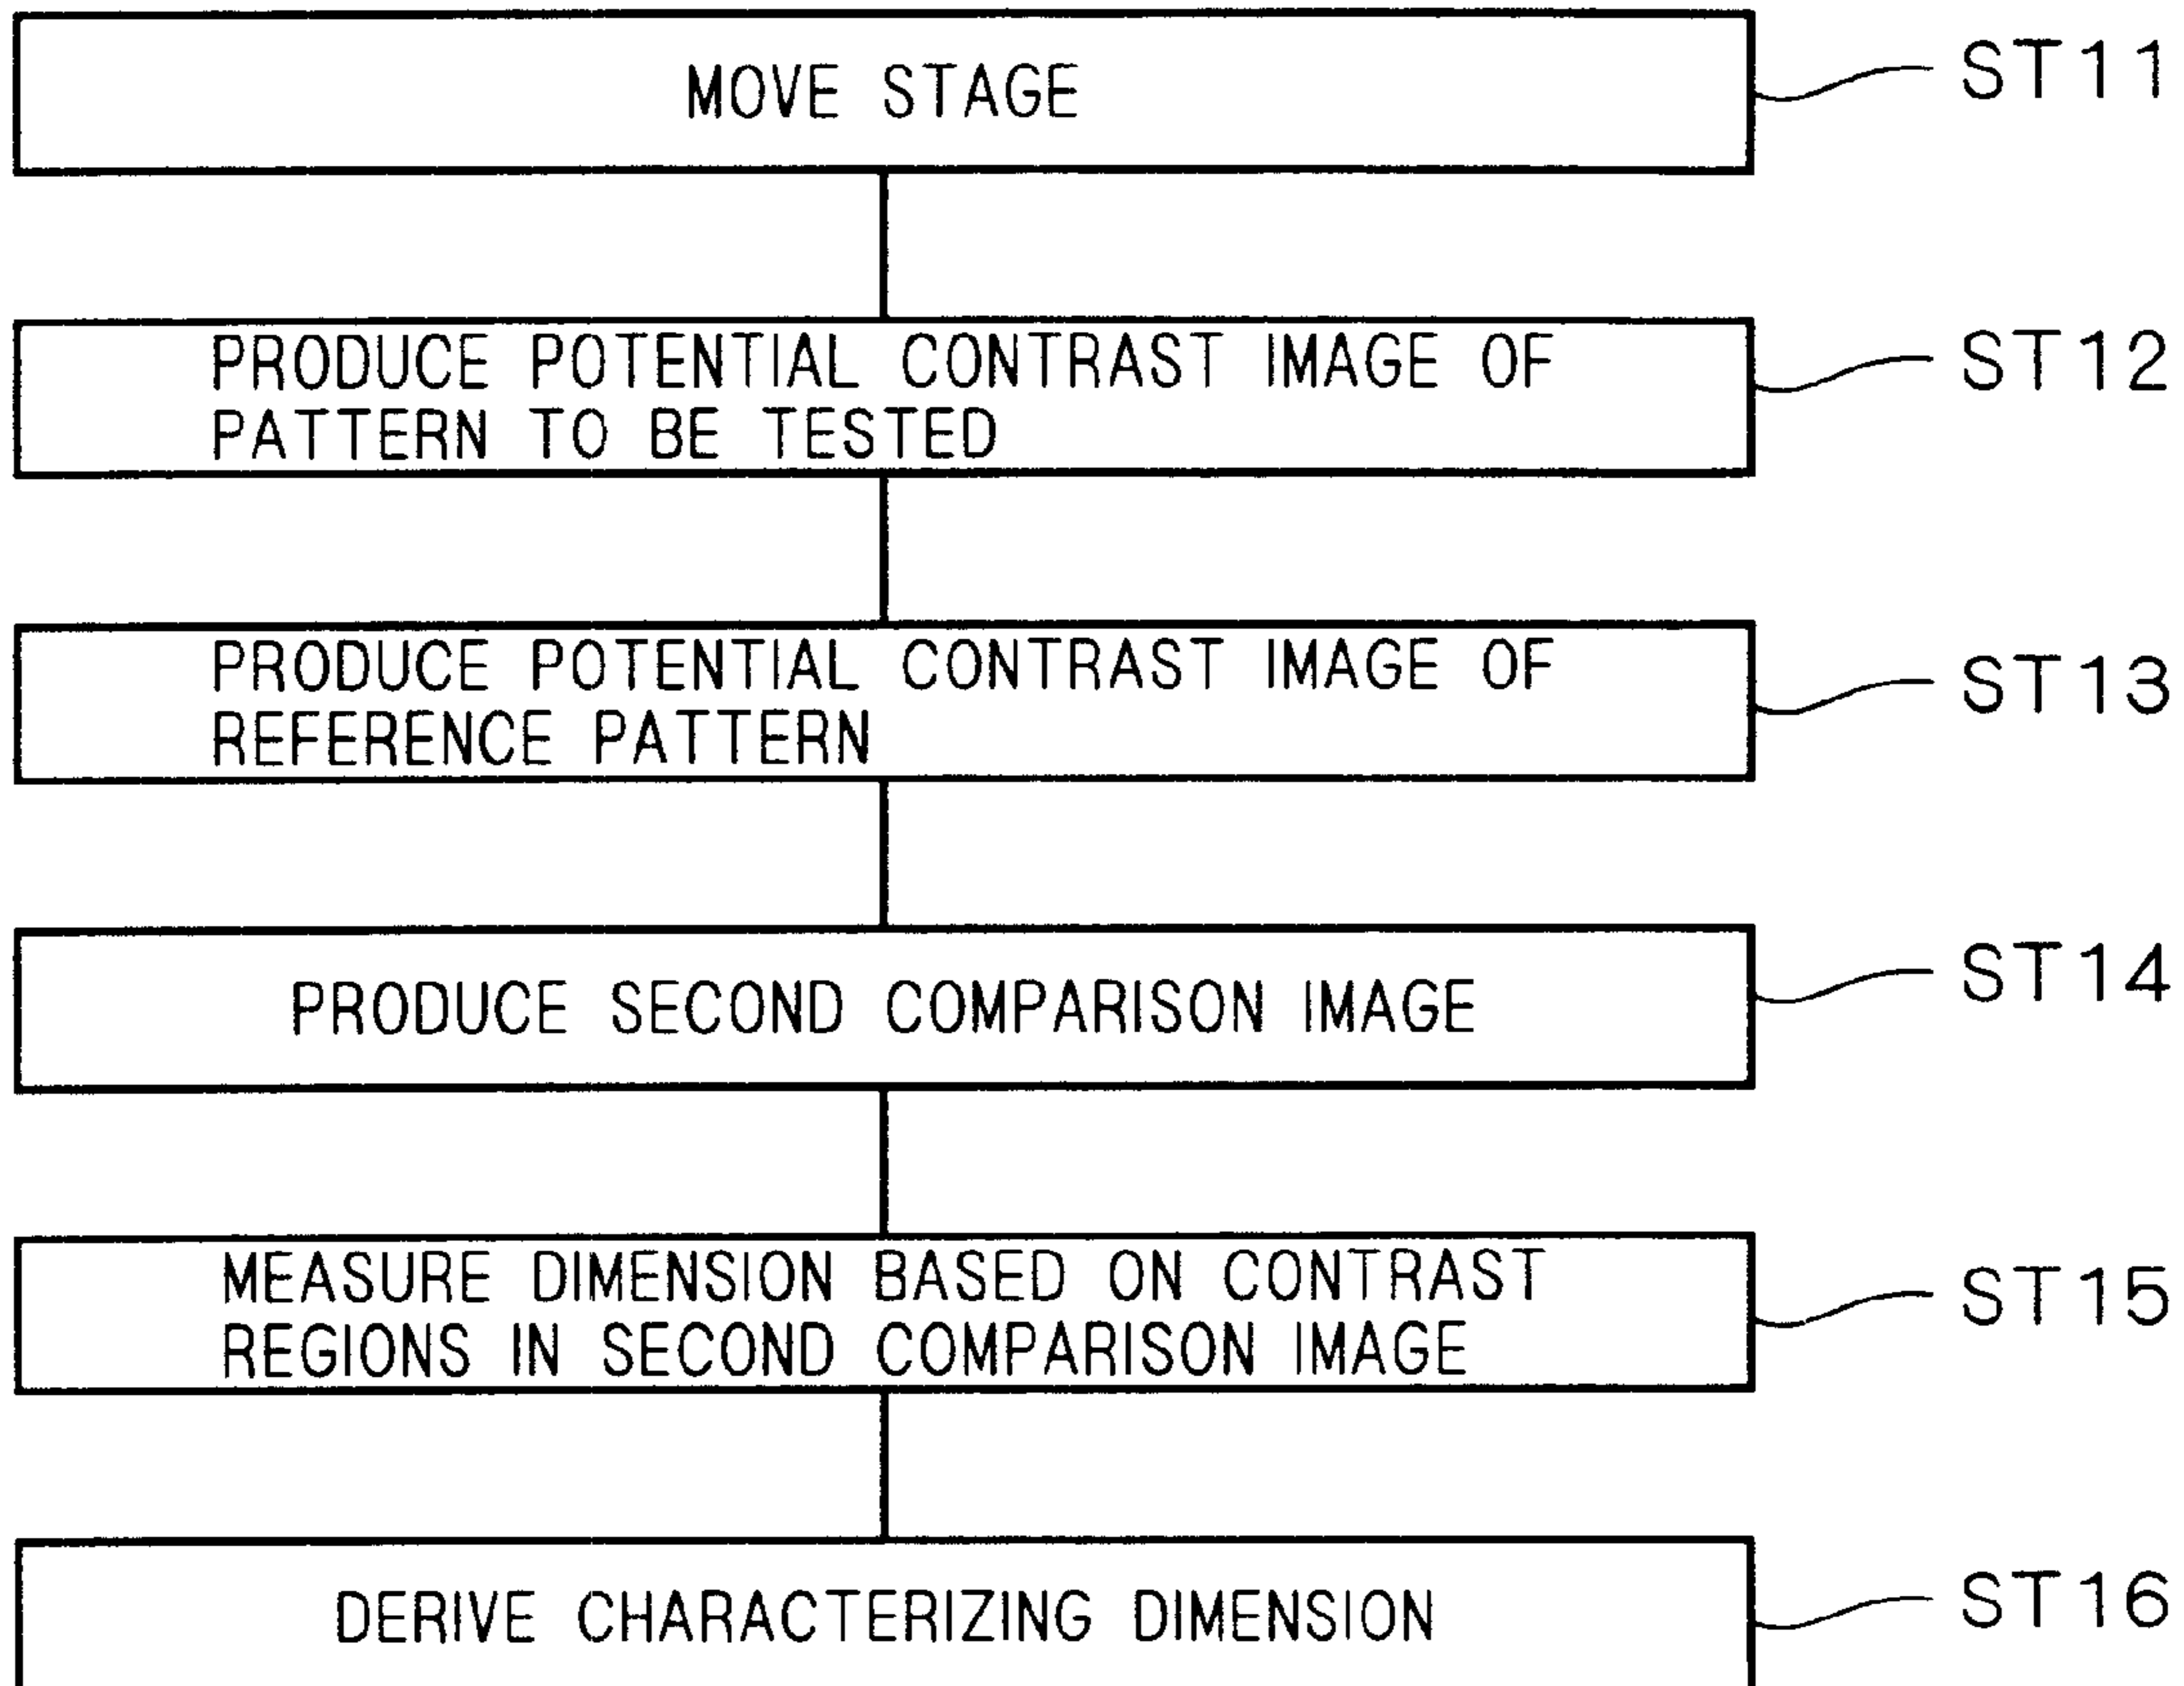 MOVE STAGE
ST11
PRODUCE POTENTIAL CONTRAST IMAGE OF
PATTERN TO BE TESTED
ST12
PRODUCE POTENTIAL CONTRAST IMAGE OF
REFERENCE PATTERN
ST13
PRODUCE SECOND COMPARISON IMAGE
ST14
MEASURE DIMENSION BASED ON CONTRAST
REGIONS IN SECOND COMPARISON IMAGE
ST15
DERIVE CHARACTERIZING DIMENSION
ST16